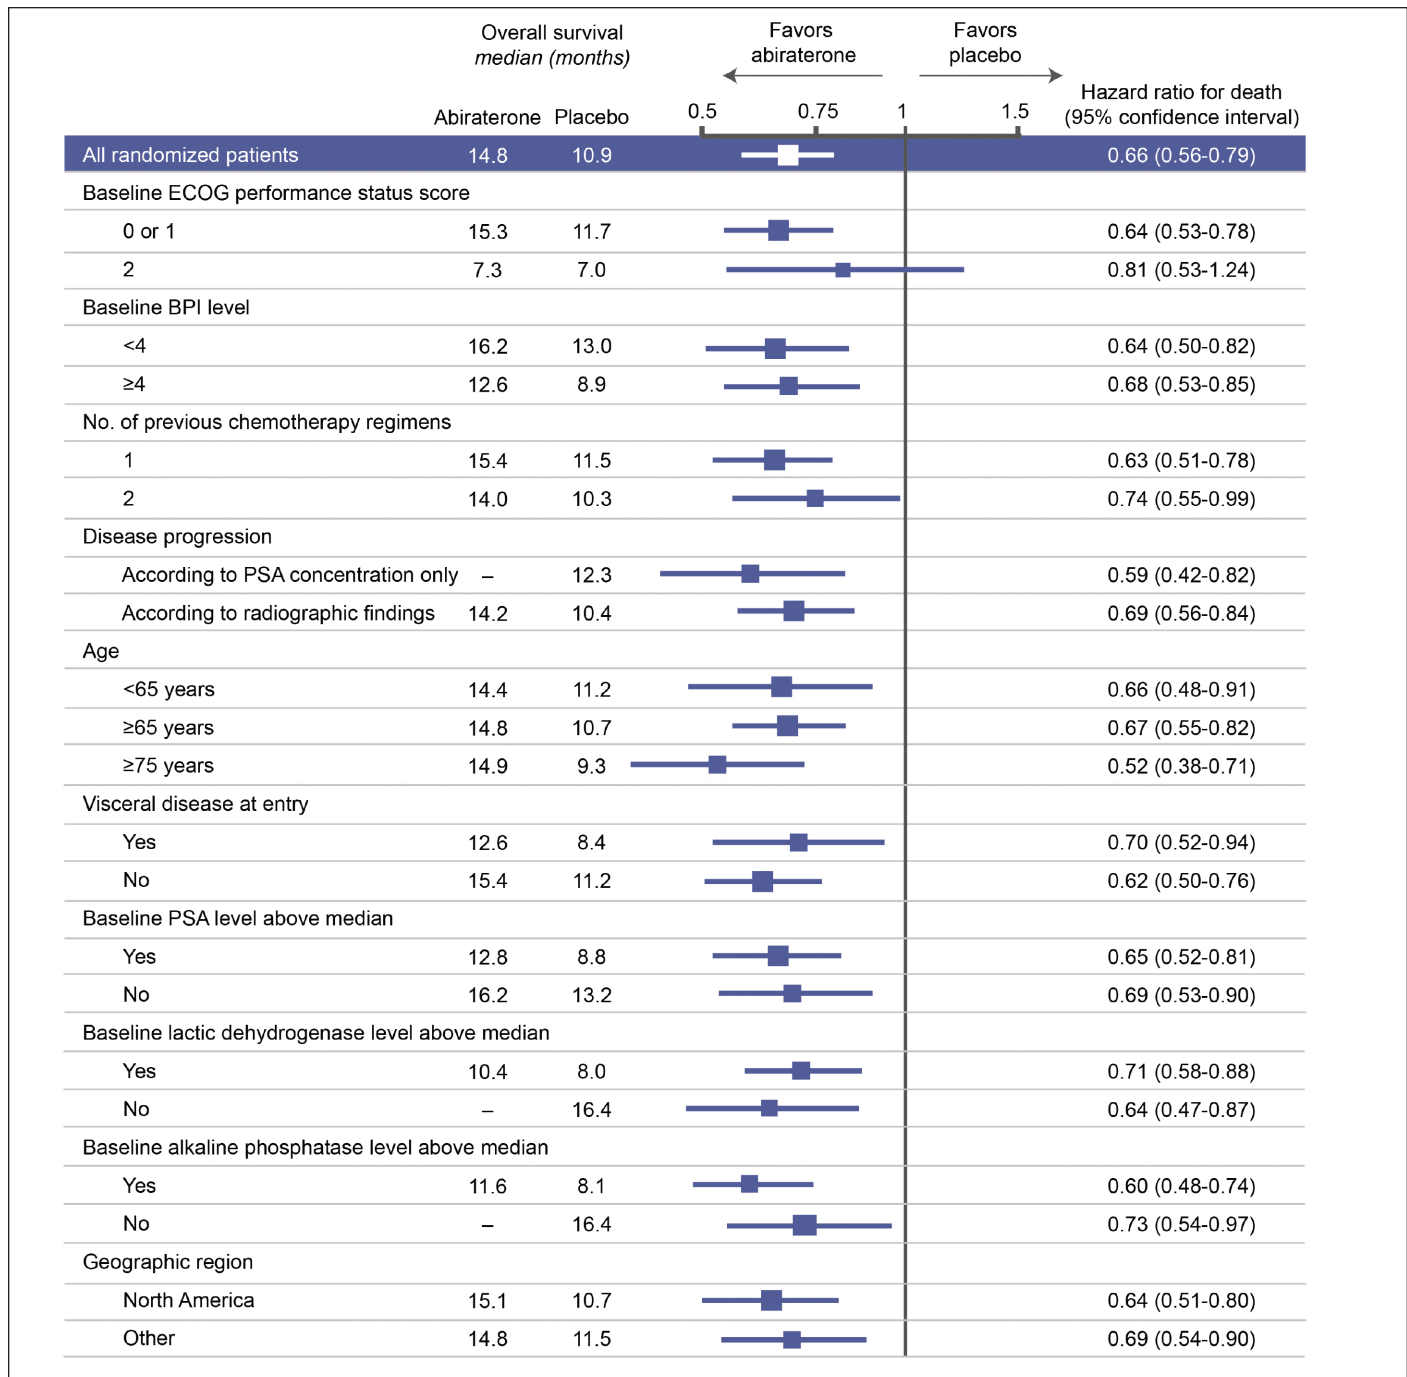 Overall survival
median (months)
Favors
abiraterone
Favors
placebo
Abiraterone Placebo
0.5 0.75 1 1.5
Hazard ratio for death
(95% confidence interval)
All randomized patients 14.8 10.9 0.66 (0.56-0.79)
Baseline ECOG performance status score
0 or 1 15.3 11.7 0.64 (0.53-0.78)
2 7.3 7.0 0.81 (0.53-1.24)
Baseline BPI level
<4 16.2 13.0 0.64 (0.50-0.82)
≥4 12.6 8.9 0.68 (0.53-0.85)
No. of previous chemotherapy regimens
1 15.4 11.5 0.63 (0.51-0.78)
2 14.0 10.3 0.74 (0.55-0.99)
Disease progression
According to PSA concentration only – 12.3 0.59 (0.42-0.82)
According to radiographic findings 14.2 10.4 0.69 (0.56-0.84)
Age
<65 years 14.4 11.2 0.66 (0.48-0.91)
≥65 years 14.8 10.7 0.67 (0.55-0.82)
≥75 years 14.9 9.3 0.52 (0.38-0.71)
Visceral disease at entry
Yes 12.6 8.4 0.70 (0.52-0.94)
No 15.4 11.2 0.62 (0.50-0.76)
Baseline PSA level above median
Yes 12.8 8.8 0.65 (0.52-0.81)
No 16.2 13.2 0.69 (0.53-0.90)
Baseline lactic dehydrogenase level above median
Yes 10.4 8.0 0.71 (0.58-0.88)
No – 16.4 0.64 (0.47-0.87)
Baseline alkaline phosphatase level above median
Yes 11.6 8.1 0.60 (0.48-0.74)
No – 16.4 0.73 (0.54-0.97)
Geographic region
North America 15.1 10.7 0.64 (0.51-0.80)
Other 14.8 11.5 0.69 (0.54-0.90)